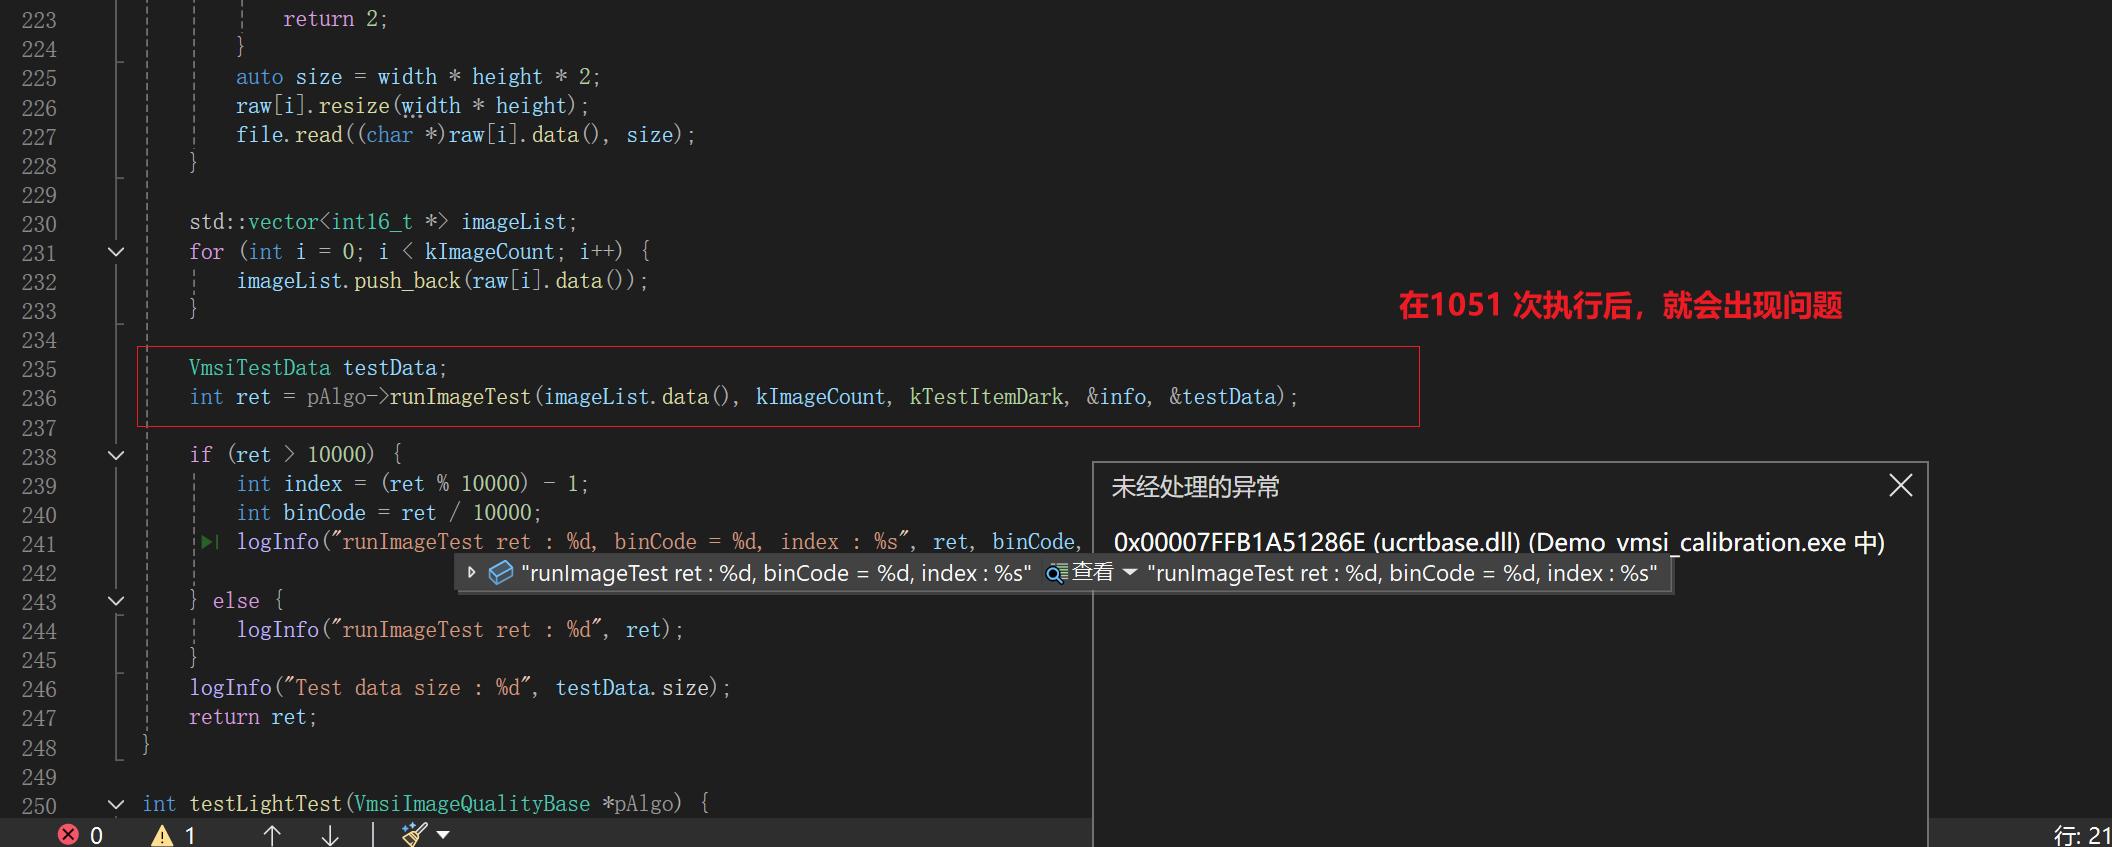 223 return 2;
224 }
225 auto size = width * height * 2;
226 raw[i].resize(width * height);
227 file.read((char *)raw[i].data(), size);
228 }
229
230 std::vector<int16_t *> imageList;
231 for (int i = 0; i < kImageCount; i++) {
232 imageList.push_back(raw[i].data());
233 }
在1051 次执行后，就会出现问题
234
235 VmsiTestData testData;
236 int ret = pAlgo->runImageTest(imageList.data(), kImageCount, kTestItemDark, &info, &testData);
237
238 if (ret > 10000) {
239 int index = (ret % 10000) - 1;
240 int binCode = ret / 10000;
241 logInfo("runImageTest ret : %d, binCode = %d, index : %s", ret, binCode,
未经处理的异常
0x00007FFB1A51286E (ucrtbase.dll) (Demo_vmsi_calibration.exe 中)
"runImageTest ret : %d, binCode = %d, index : %s" 查看 "runImageTest ret : %d, binCode = %d, index : %s"
242
243 } else {
244 logInfo("runImageTest ret : %d", ret);
245 }
246 logInfo("Test data size : %d", testData.size);
247 return ret;
248 }
249
250 int testLightTest(VmsiImageQualityBase *pAlgo) {
0 1 行: 21